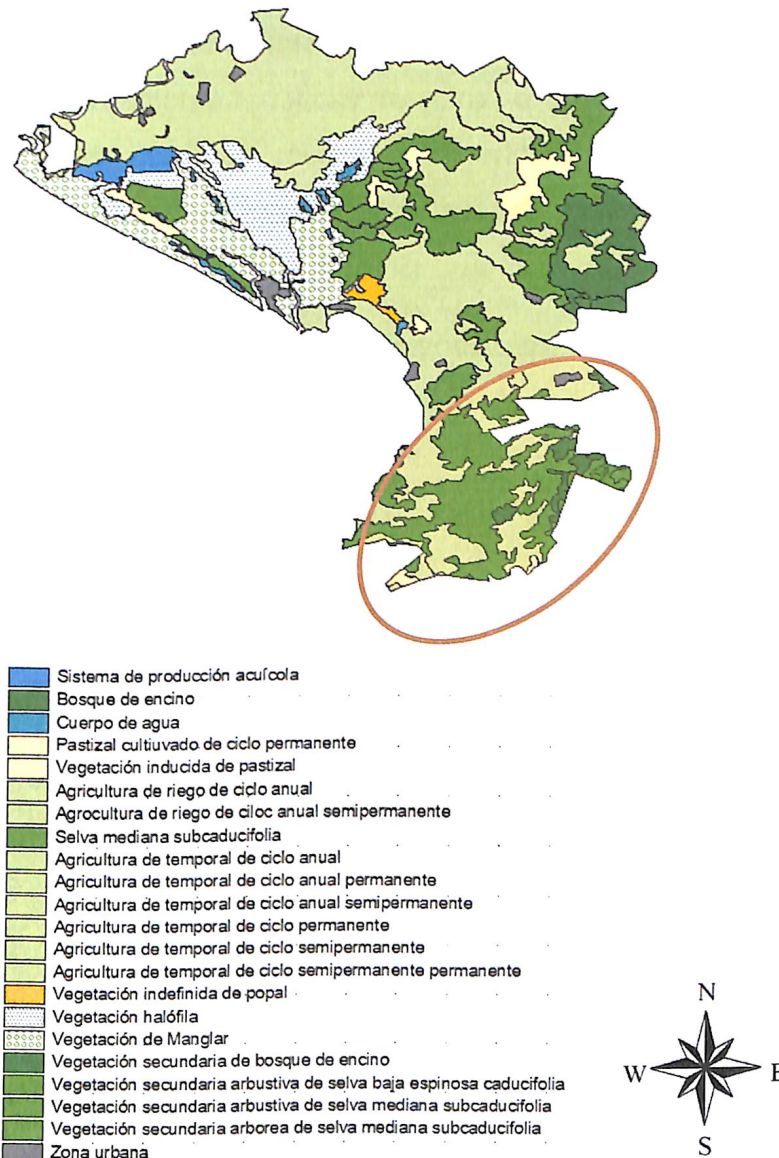 Sistema de producción acuícola
Bosque de encino
Cuerpo de agua
Pastizal cultiuvado de ciclo permanente
Vegetación inducida de pastizal
Agricultura de riego de ciclo anual
Agrocultura de riego de ciloc anual semipermanente
Selva mediana subcaducifolia
Agricultura de temporal de ciclo anual
Agricultura de temporal de ciclo anual permanente
Agricultura de temporal de ciclo anual semipermanente
Agricultura de temporal de ciclo permanente
Agricultura de temporal de ciclo semipermanente
Agricultura de temporal de ciclo semipermanente permanente
Vegetación indefinida de popal
Vegetación halófila
Vegetación de Manglar
Vegetación secundaria de bosque de encino
Vegetación secundaria arbustiva de selva baja espinosa caducifolia
Vegetación secundaria arbustiva de selva mediana subcaducifolia
Vegetación secundaria arborea de selva mediana subcaducifolia
Zona urbana
N
W E
S